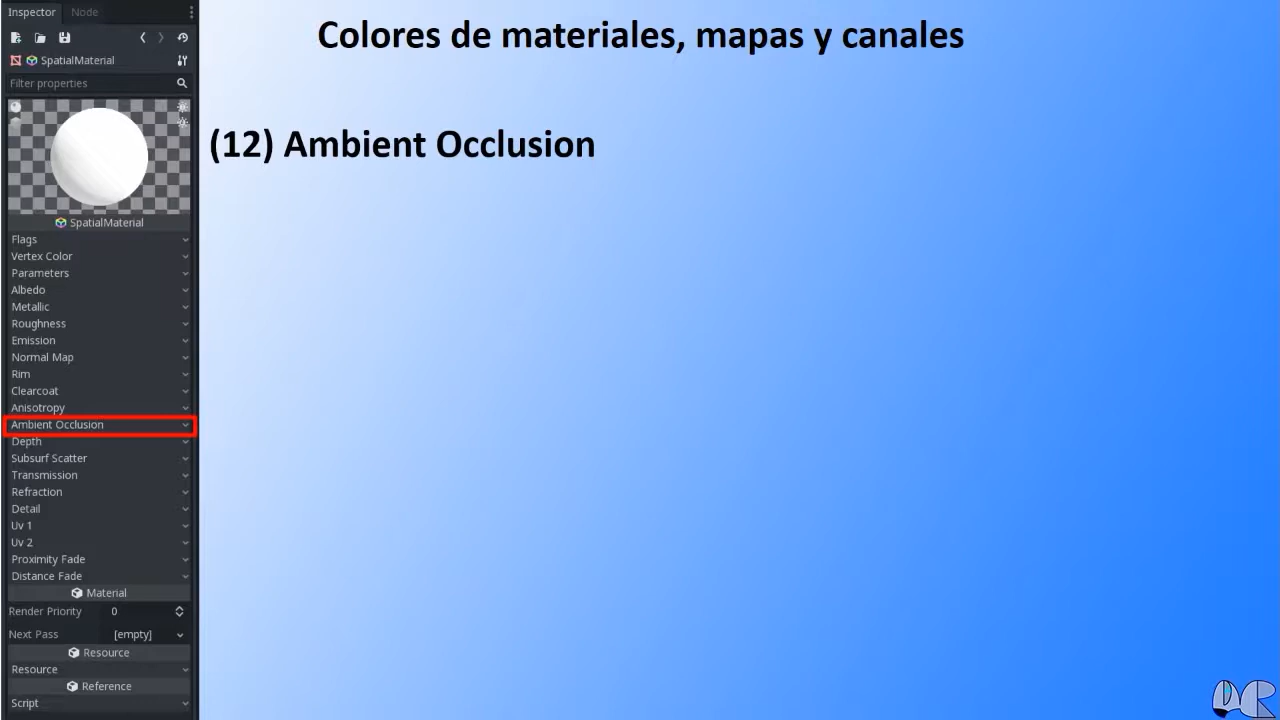 Inspector Node
SpatialMaterial
Filter properties
Colores de materiales, mapas y canales
(12) Ambient Occlusion
SpatialMaterial
Flags
Vertex Color
Parameters
Albedo
Metallic
Roughness
Emission
Normal Map
Rim
Clearcoat
Anisotropy
Ambient Occlusion
Depth
Subsurf Scatter
Transmission
Refraction
Detail
Uv 1
Uv 2
Proximity Fade
Distance Fade
Material
Render Priority 0
Next Pass [empty]
Resource
Resource
Reference
Script